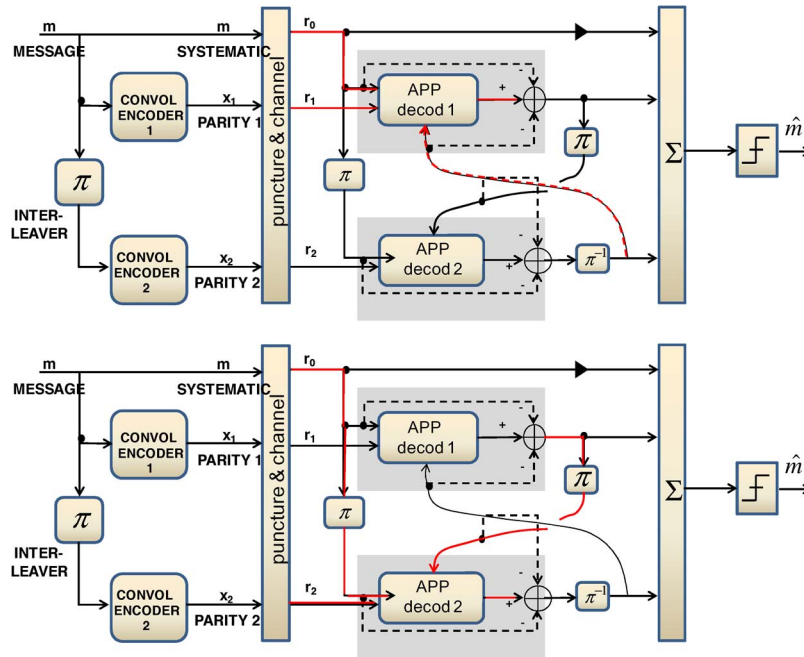 m
m
r0
MESSAGE
SYSTEMATIC
CONVOL
ENCODER
1
x1
PARITY 1
puncture & channel
r1
APP
decod 1
+
-
-
π
π
π
INTER-
LEAVER
CONVOL
ENCODER
2
x2
PARITY 2
r2
APP
decod 2
+
-
-
π⁻¹
Σ
m̂
m
m
r0
MESSAGE
SYSTEMATIC
CONVOL
ENCODER
1
x1
PARITY 1
puncture & channel
r1
APP
decod 1
+
-
-
π
π
π
INTER-
LEAVER
CONVOL
ENCODER
2
x2
PARITY 2
r2
APP
decod 2
+
-
-
π⁻¹
Σ
m̂